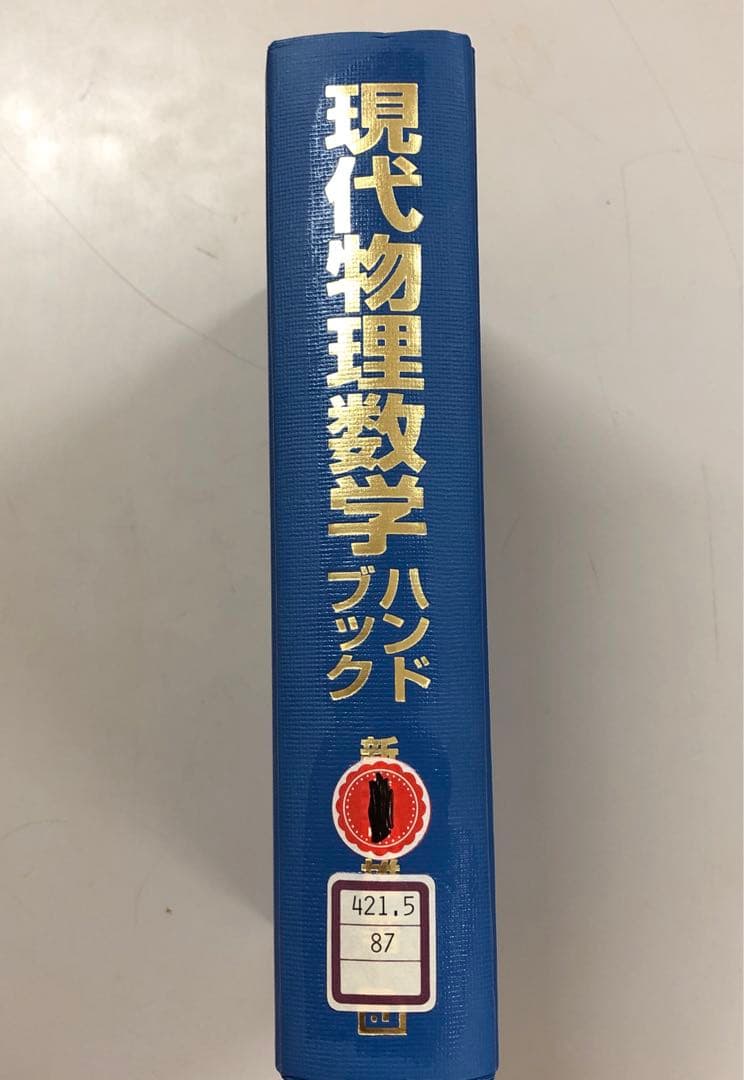 現代物理数学
ハンド
ブック
新
421.5
87